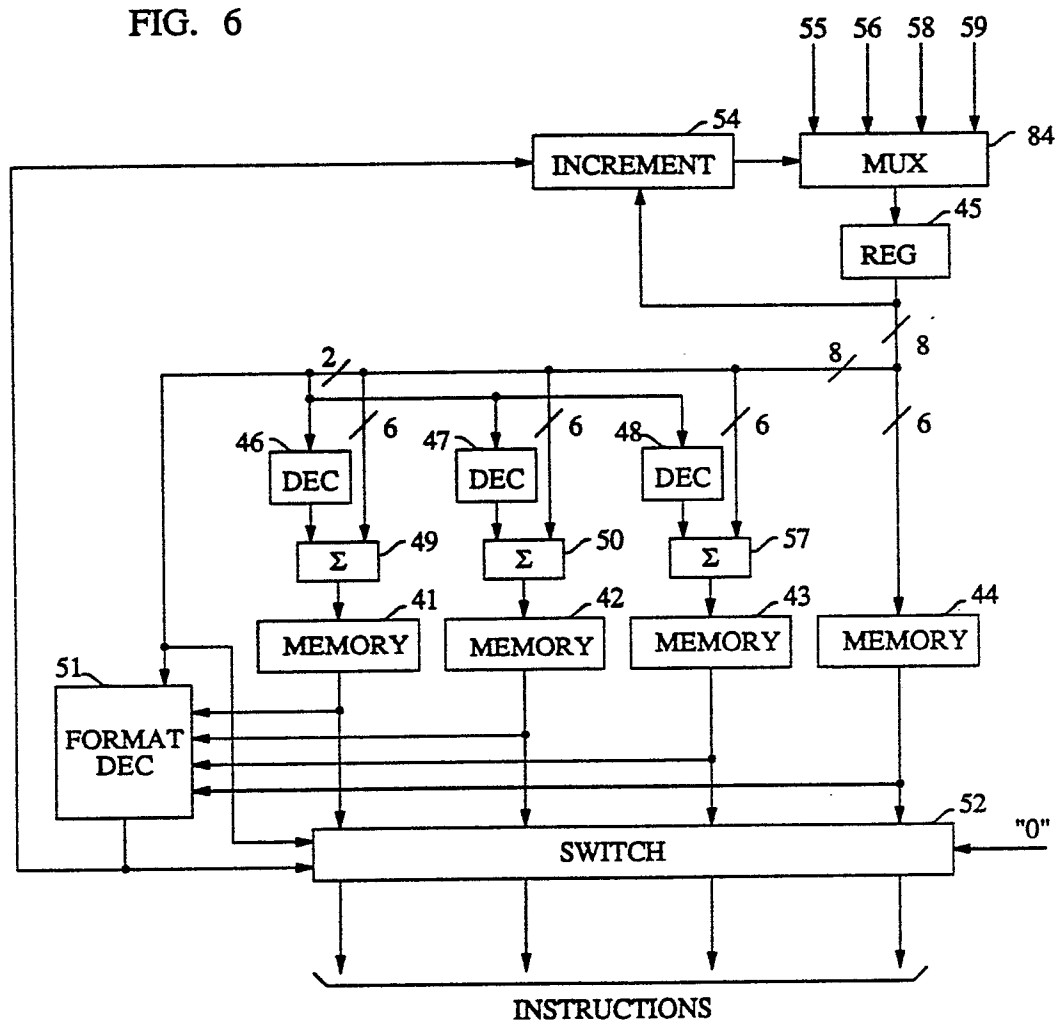 FIG. 6
55 56 58 59
54
INCREMENT
84
MUX
45
REG
8
2
8
6
6
6
6
46
DEC
47
DEC
48
DEC
Σ
49
Σ
50
Σ
57
41
MEMORY
42
MEMORY
43
MEMORY
44
MEMORY
51
FORMAT
DEC
52
SWITCH
"0"
INSTRUCTIONS